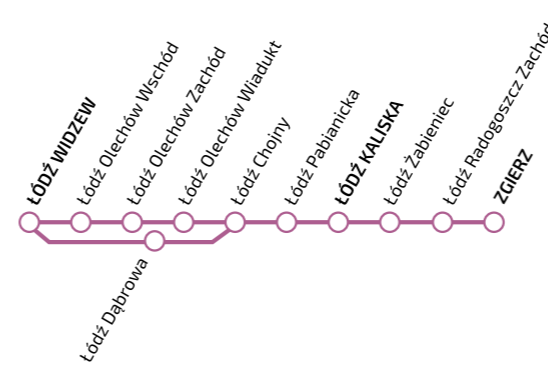 ŁÓDŹ WIDZEW
Łódź Olechów Wschód
Łódź Olechów Zachód
Łódź Olechów Wiadukt
Łódź Chojny
Łódź Pabianicka
ŁÓDŹ KALISKA
Łódź Żabieniec
Łódź Radogoszcz Zachód
ZGIERZ
Łódź Dąbrowa